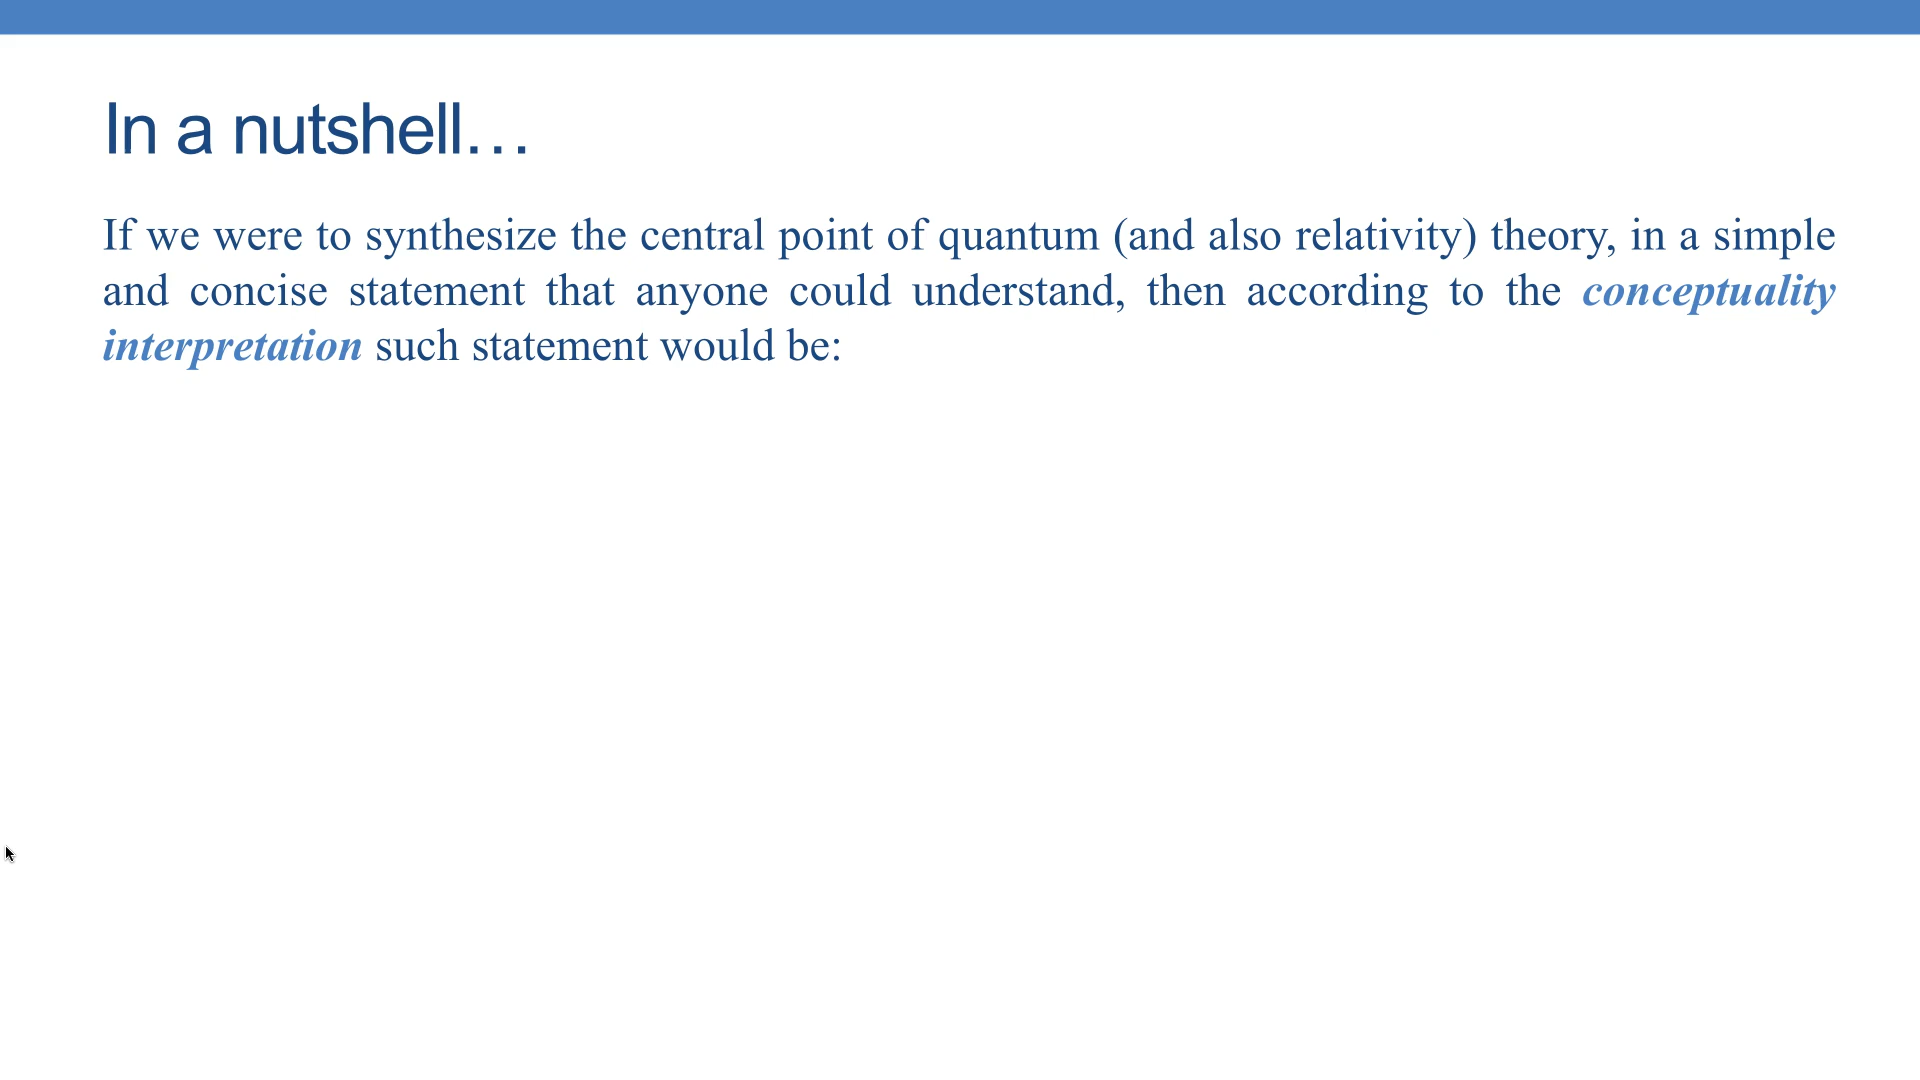 In a nutshell…
If we were to synthesize the central point of quantum (and also relativity) theory, in a simple
and concise statement that anyone could understand, then according to the conceptuality
interpretation such statement would be: